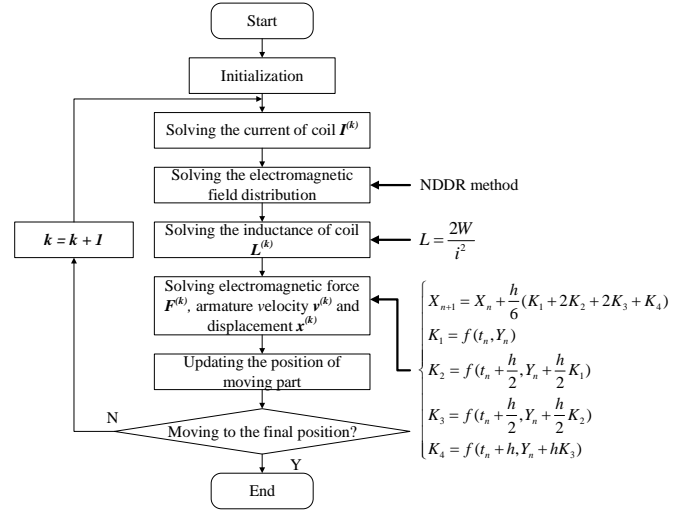 Start
Initialization
Solving the current of coil I^(k)
Solving the electromagnetic
field distribution
NDDR method
Solving the inductance of coil
L^(k)
L = 2W / i^2
k = k + 1
Solving electromagnetic force
F^(k), armature velocity v^(k) and
displacement x^(k)
X_{n+1} = X_n + h/6 (K_1 + 2K_2 + 2K_3 + K_4)
K_1 = f(t_n, Y_n)
K_2 = f(t_n + h/2, Y_n + h/2 K_1)
K_3 = f(t_n + h/2, Y_n + h/2 K_2)
K_4 = f(t_n + h, Y_n + hK_3)
Updating the position of
moving part
N
Moving to the final position?
Y
End